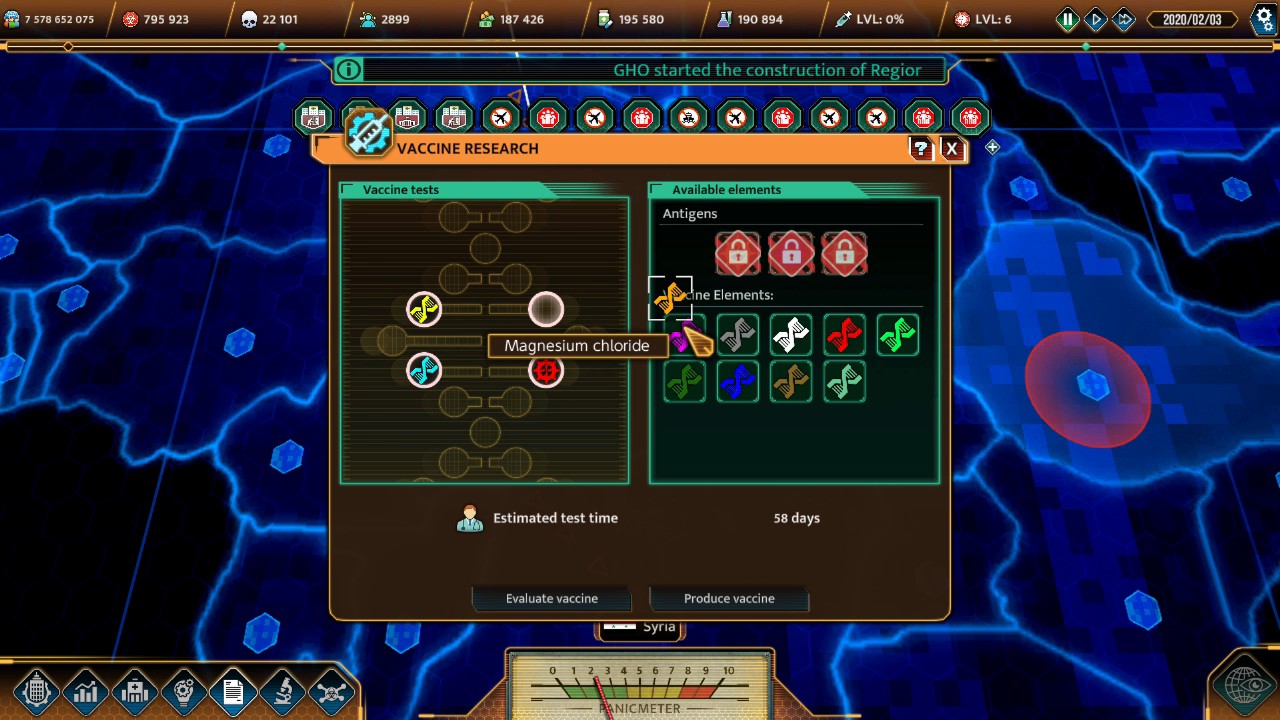 7 578 652 075
795 923
22 101
2899
187 426
195 580
190 894
LVL: 0%
LVL: 6
2020/02/03
GHO started the construction of Regior
VACCINE RESEARCH
?
X
Vaccine tests
Available elements
Antigens
ine Elements:
Magnesium chloride
Estimated test time
58 days
Evaluate vaccine
Produce vaccine
Syria
0 1 2 3 4 5 6 7 8 9 10
PANICMETER